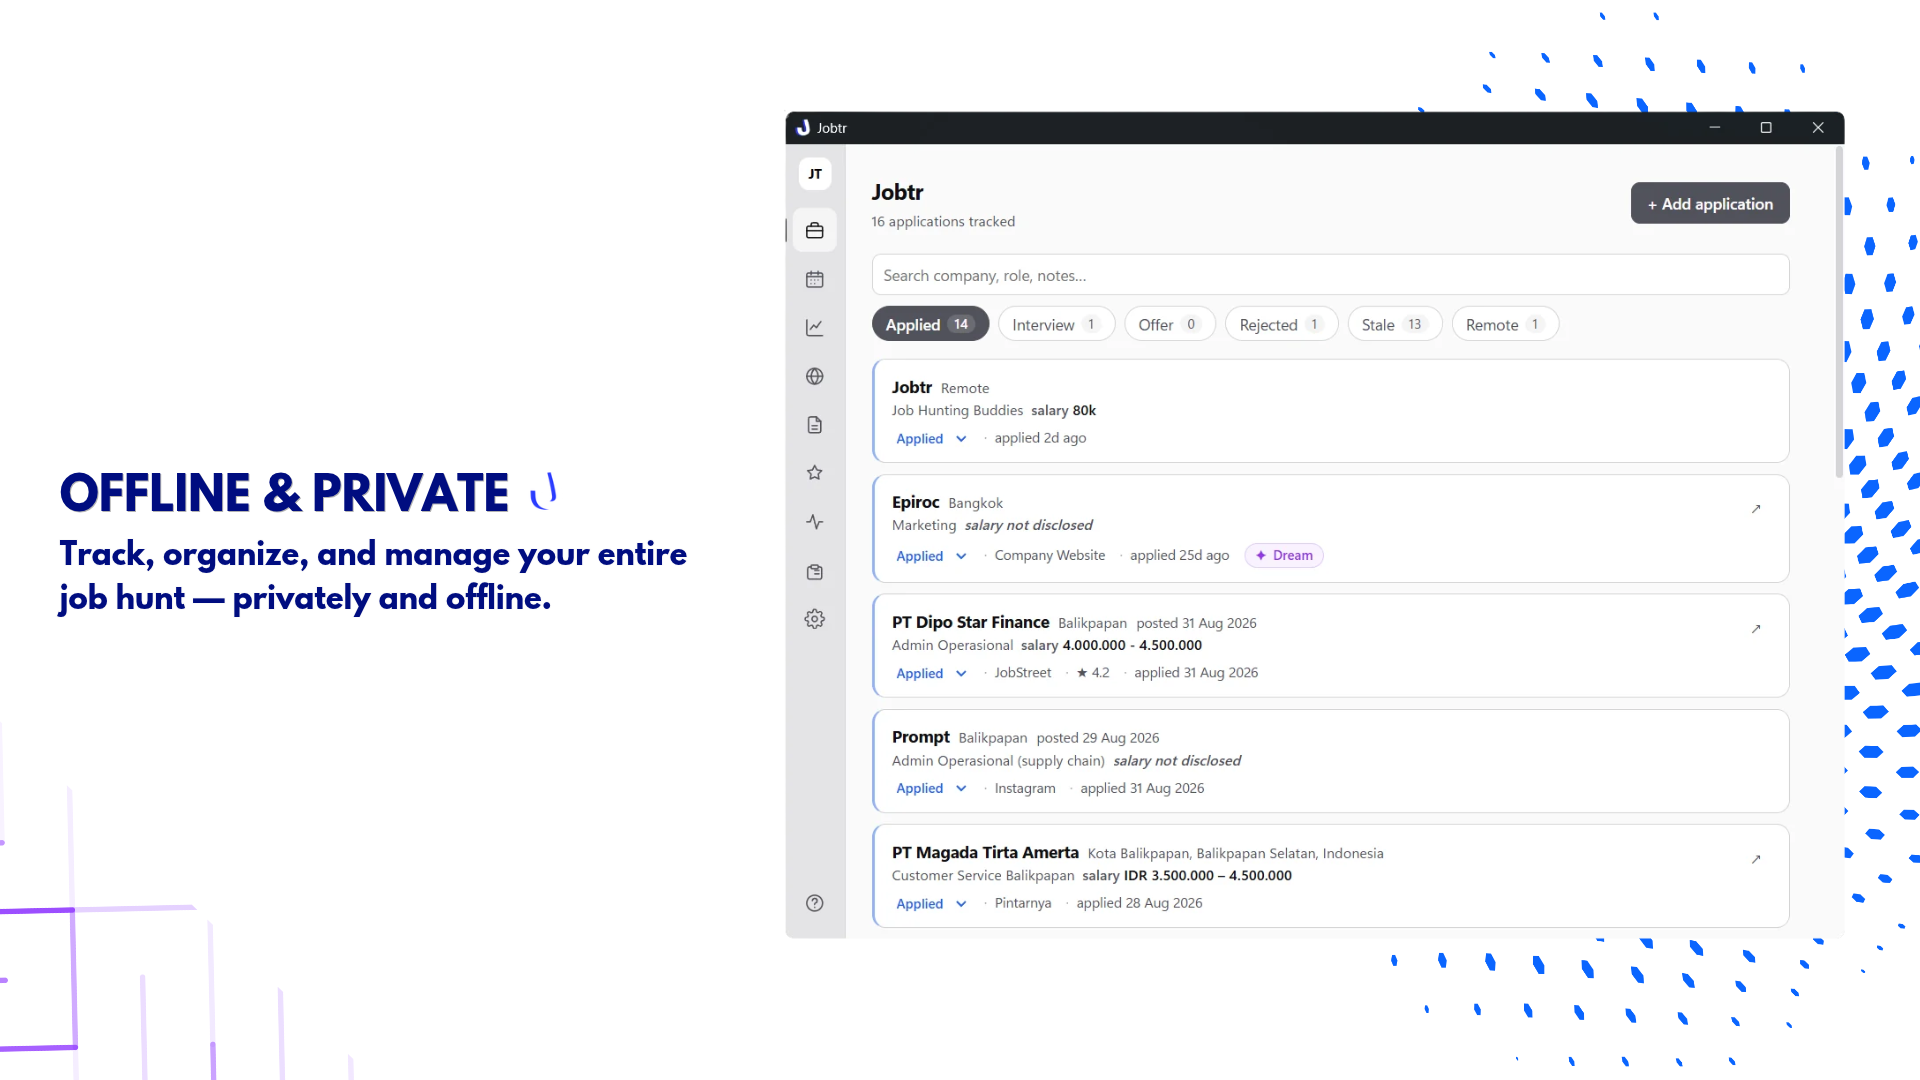 OFFLINE & PRIVATE
Track, organize, and manage your entire
job hunt — privately and offline.
Jobtr
JT
Jobtr
16 applications tracked
+ Add application
Search company, role, notes...
Applied 14 Interview 1 Offer 0 Rejected 1 Stale 13 Remote 1
Jobtr Remote
Job Hunting Buddies salary 80k
Applied · applied 2d ago
Epiroc Bangkok
Marketing salary not disclosed
Applied · Company Website · applied 25d ago ✦ Dream
PT Dipo Star Finance Balikpapan posted 31 Aug 2026
Admin Operasional salary 4.000.000 - 4.500.000
Applied · JobStreet · ★ 4.2 · applied 31 Aug 2026
Prompt Balikpapan posted 29 Aug 2026
Admin Operasional (supply chain) salary not disclosed
Applied · Instagram · applied 31 Aug 2026
PT Magada Tirta Amerta Kota Balikpapan, Balikpapan Selatan, Indonesia
Customer Service Balikpapan salary IDR 3.500.000 – 4.500.000
Applied · Pintarnya · applied 28 Aug 2026